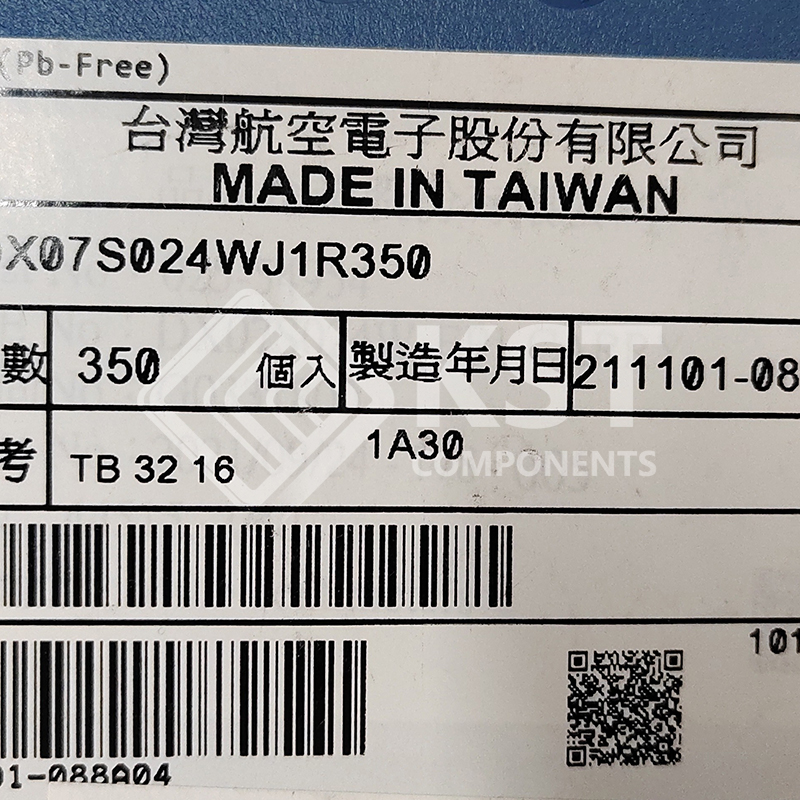 (Pb-Free)
台灣航空電子股份有限公司
MADE IN TAIWAN
DX07S024WJ1R350
數 350 個入 製造年月日 211101-08
考 TB 32 16 1A30
KST
COMPONENTS
101
01-088A04